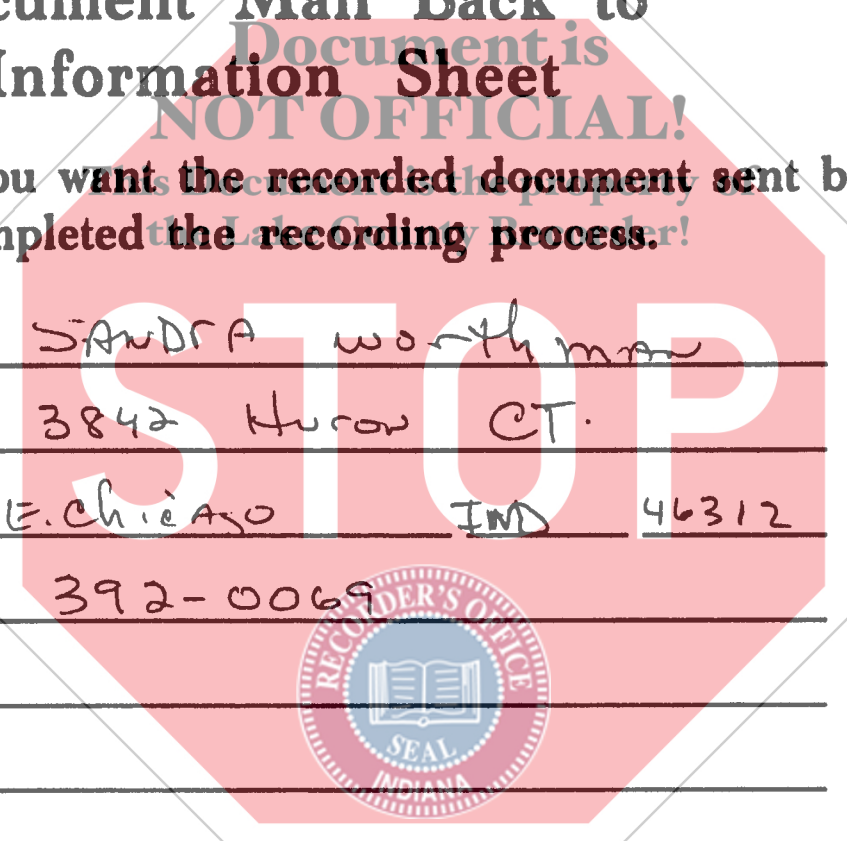 cument Mail Back to
Document is
Information Sheet
NOT OFFICIAL!
ou want the recorded document sent b
This Document is the property of
mpleted the recording process.
the Lake County Recorder!
STOP
SANDrA worthman
3842 Huron CT.
E. ChicAgo IND 46312
392-0069
RECORDER'S OFFICE
SEAL
INDIANA